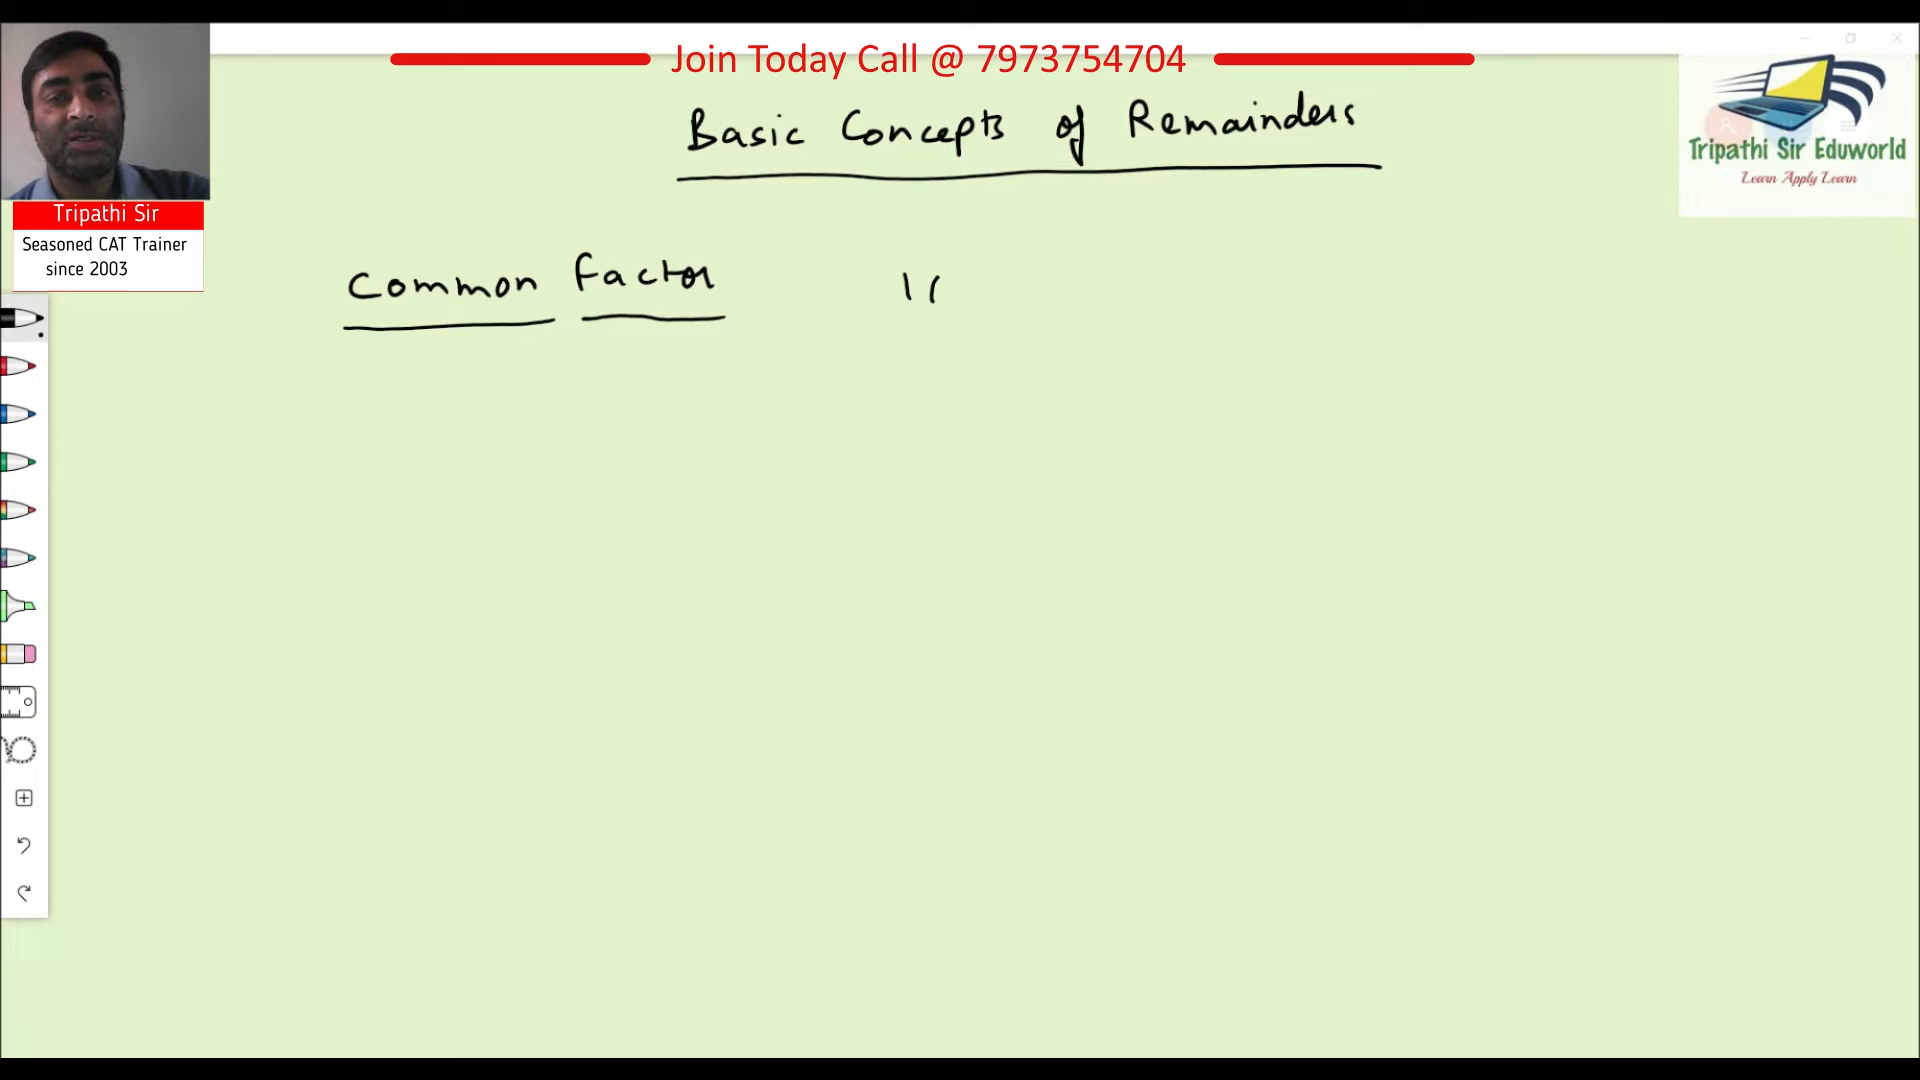 Join Today Call @ 7973754704
Basic Concepts of Remainders
Tripathi Sir Eduworld
Learn Apply Learn
Tripathi Sir
Seasoned CAT Trainer
since 2003
Common Factor